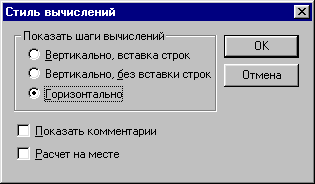 Стиль вычислений
Показать шаги вычислений
Вертикально, вставка строк
Вертикально, без вставки строк
Горизонтально
OK
Отмена
Показать комментарии
Расчет на месте